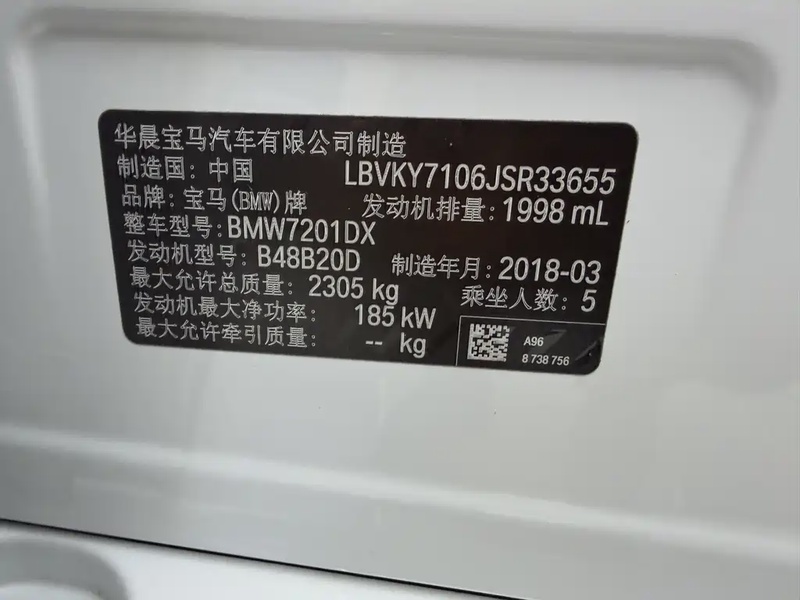 华晨宝马汽车有限公司制造
制造国: 中国 LBVKY7106JSR33655
品牌: 宝马(BMW)牌 发动机排量: 1998 mL
整车型号: BMW7201DX
发动机型号: B48B20D 制造年月: 2018-03
最大允许总质量: 2305 kg 乘坐人数: 5
发动机最大净功率: 185 kW
最大允许牵引质量: -- kg
A96
8 738 756